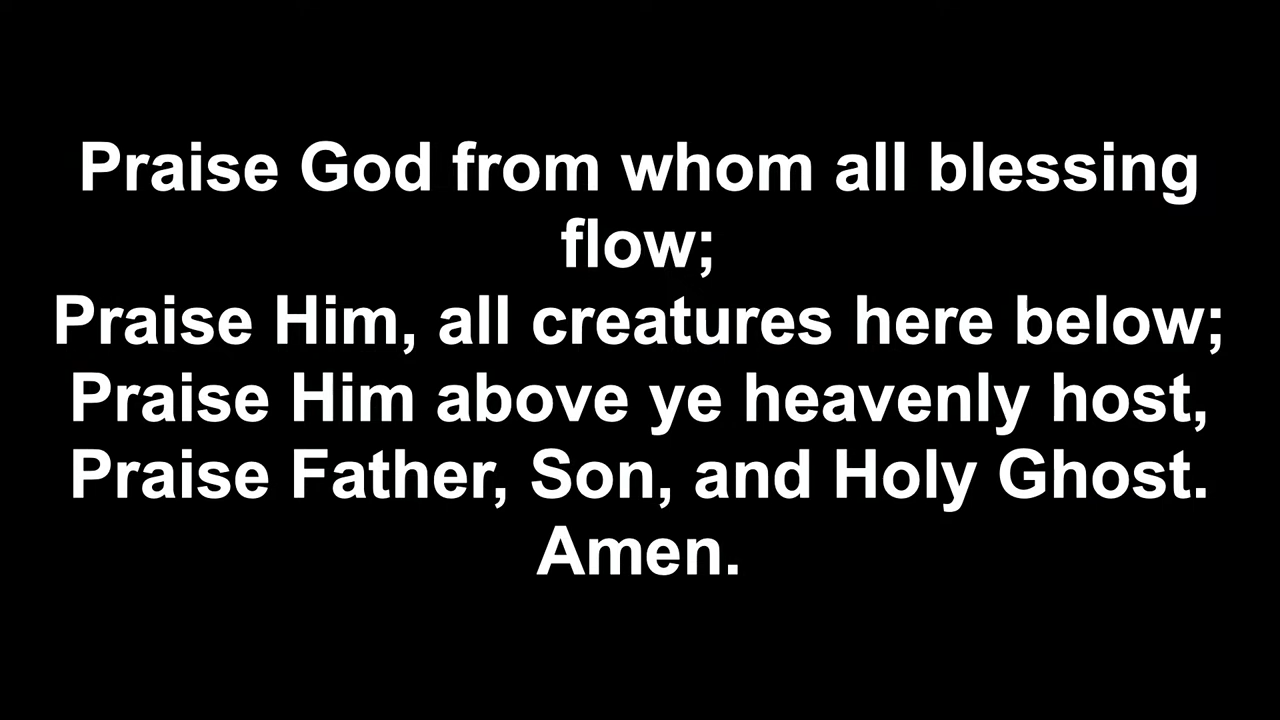 Praise God from whom all blessing
flow;
Praise Him, all creatures here below;
Praise Him above ye heavenly host,
Praise Father, Son, and Holy Ghost.
Amen.